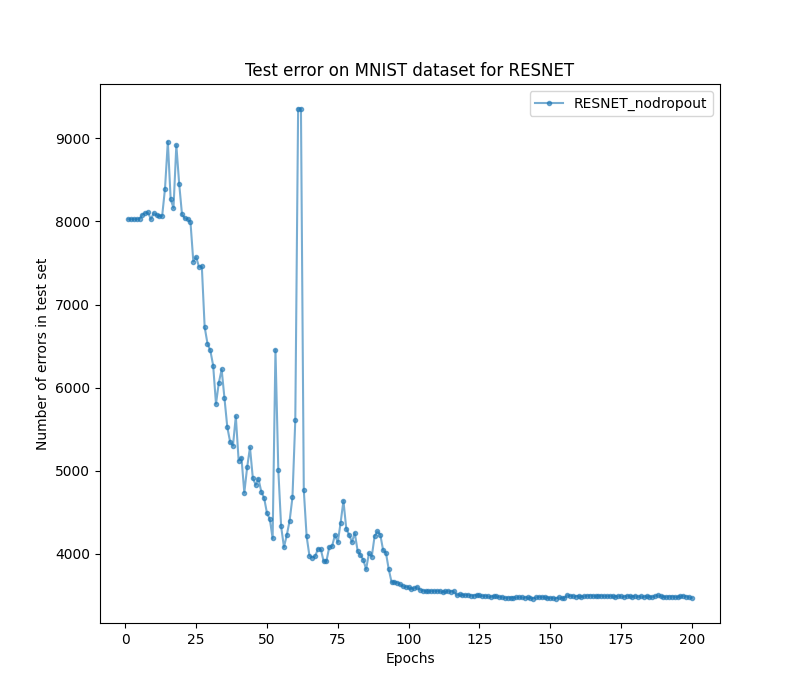 Test error on MNIST dataset for RESNET
RESNET_nodropout
Number of errors in test set
9000
8000
7000
6000
5000
4000
0 25 50 75 100 125 150 175 200
Epochs